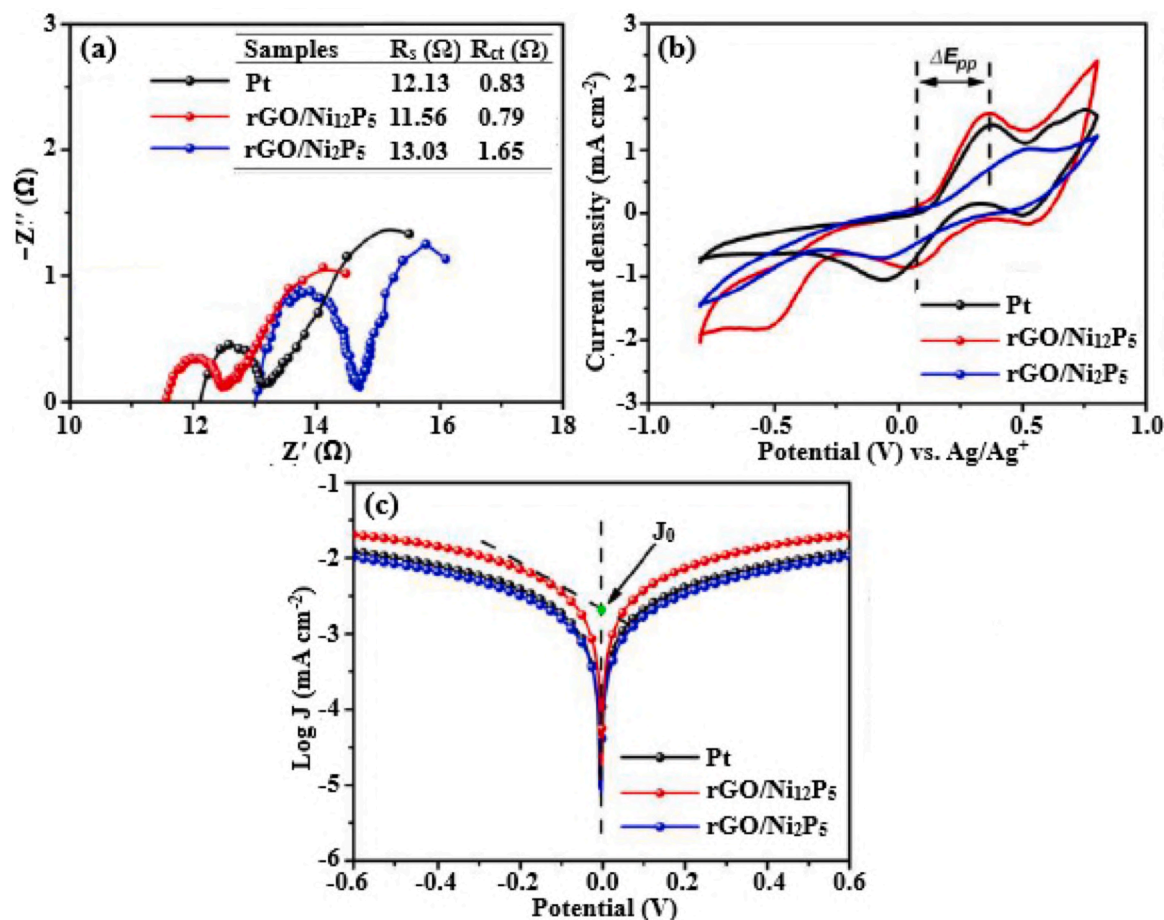 (a)
Samples Rs (Ω) Rct (Ω)
Pt 12.13 0.83
rGO/Ni12P5 11.56 0.79
rGO/Ni2P5 13.03 1.65
3
2
1
0
−Z″ (Ω)
10 12 14 16 18
Z′ (Ω)
(b)
ΔEpp
3
2
1
0
-1
-2
-3
Current density (mA cm⁻²)
Pt
rGO/Ni12P5
rGO/Ni2P5
-1.0 -0.5 0.0 0.5 1.0
Potential (V) vs. Ag/Ag⁺
(c)
J0
-1
-2
-3
-4
-5
-6
Log J (mA cm⁻²)
Pt
rGO/Ni12P5
rGO/Ni2P5
-0.6 -0.4 -0.2 0.0 0.2 0.4 0.6
Potential (V)